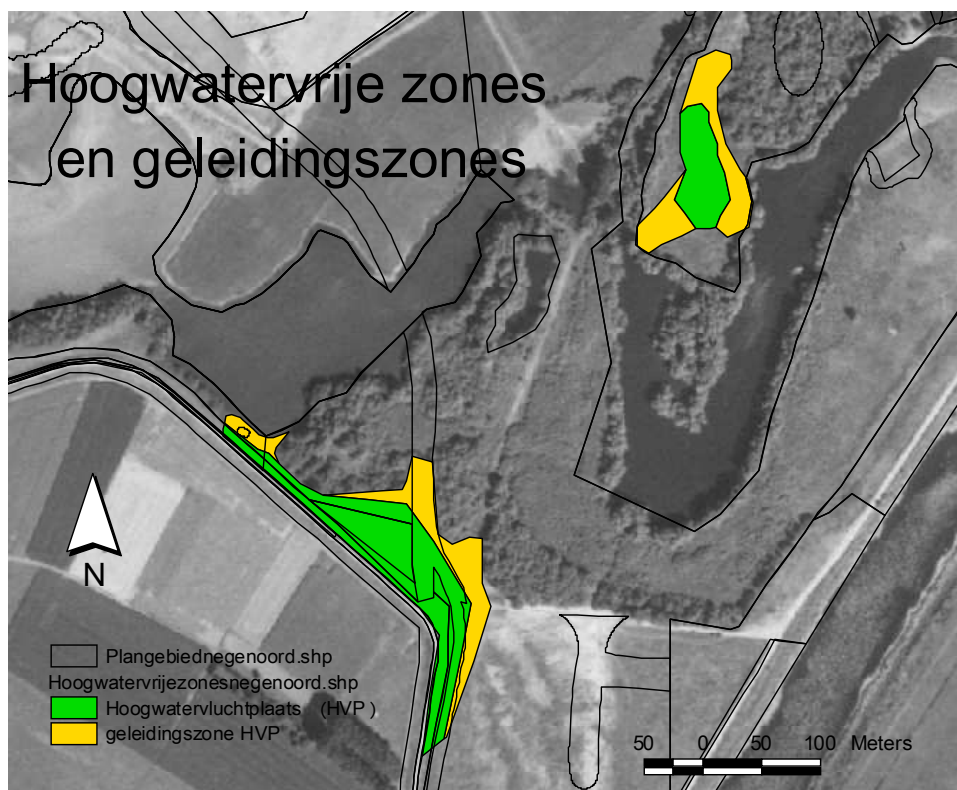 Hoogwatervrije zones
en geleidingszones
N
Plangebiednegenoord.shp
Hoogwatervrijezonesnegenoord.shp
Hoogwatervluchtplaats (HVP )
geleidingszone HVP
50 0 50 100 Meters